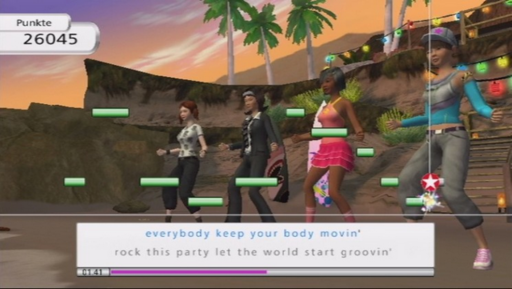 Punkte
26045
everybody keep your body movin'
rock this party let the world start groovin'
01:41